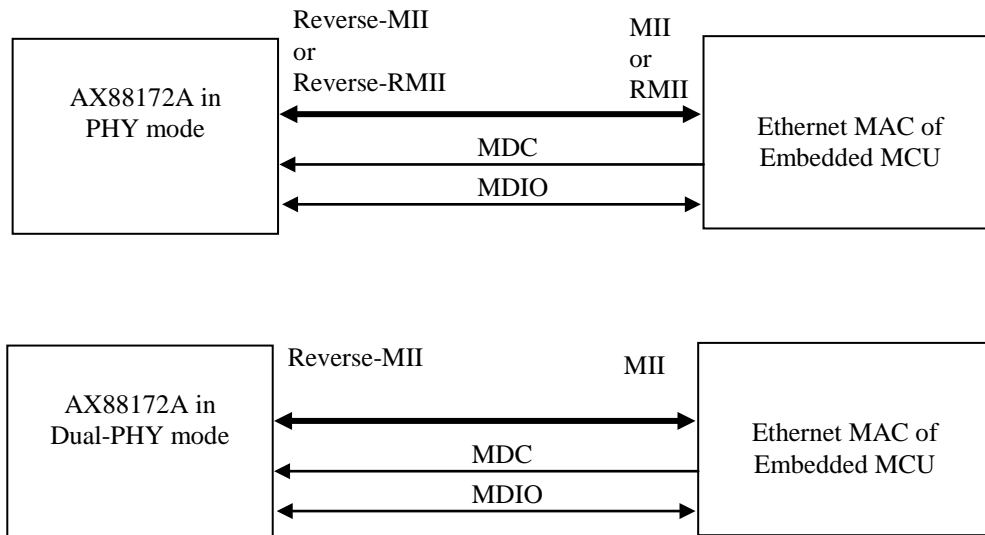 Reverse-MII
or
Reverse-RMII
MII
or
RMII
AX88172A in
PHY mode
Ethernet MAC of
Embedded MCU
MDC
MDIO
Reverse-MII
MII
AX88172A in
Dual-PHY mode
Ethernet MAC of
Embedded MCU
MDC
MDIO